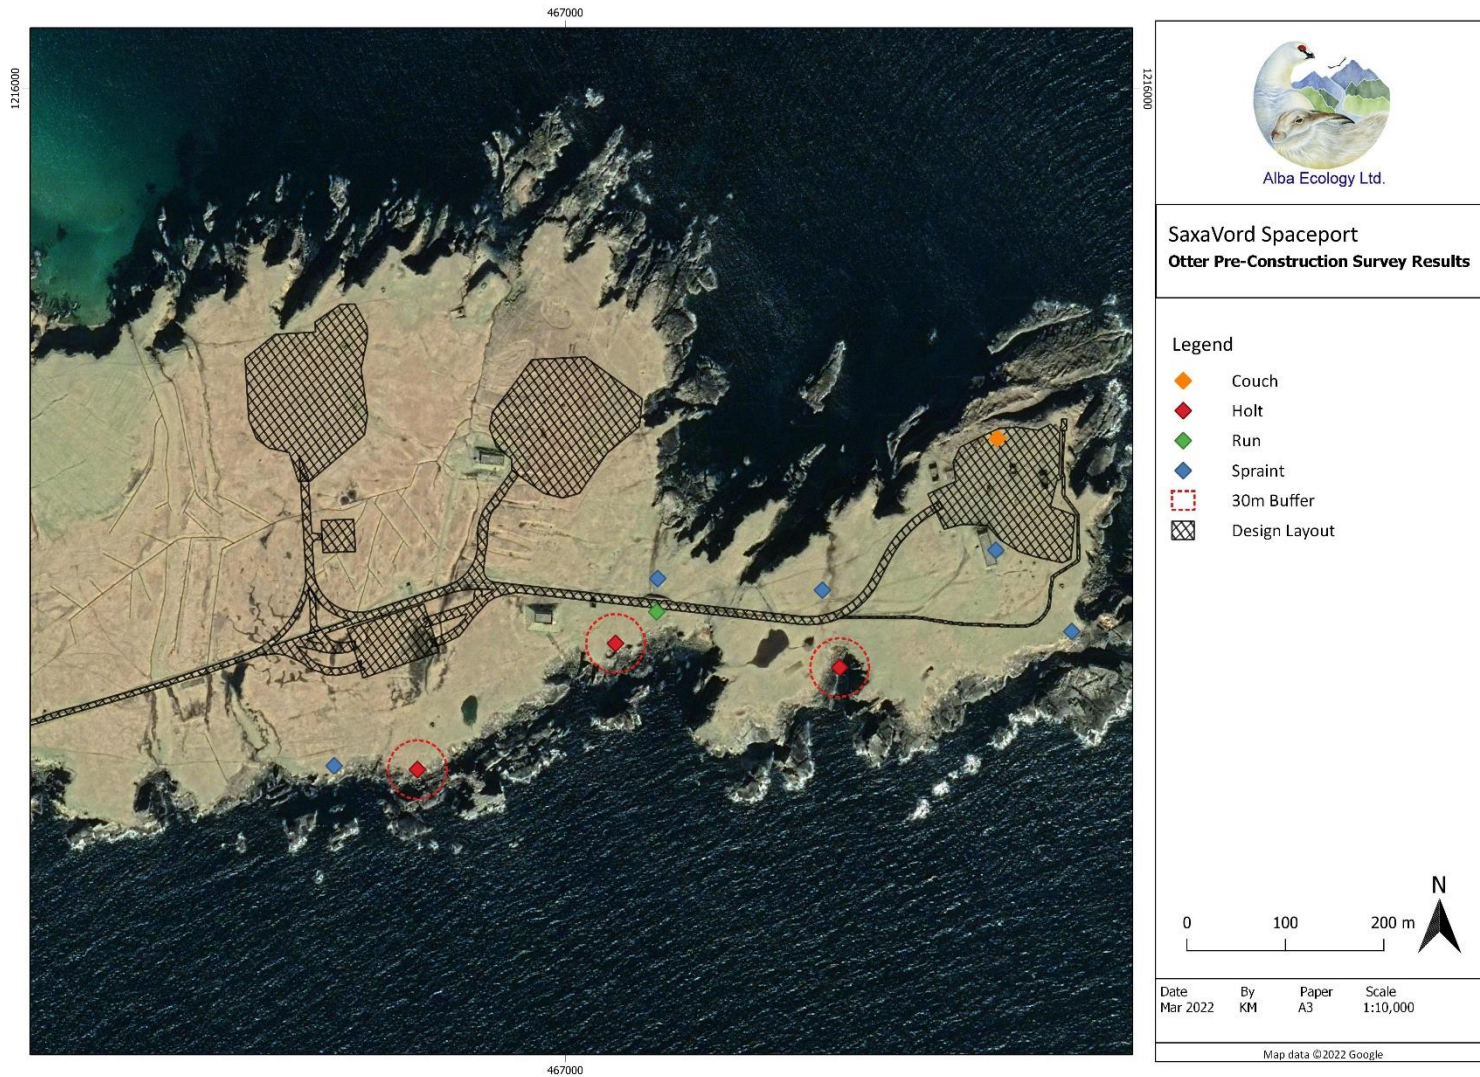 467000
1216000
1216000
Alba Ecology Ltd.
SaxaVord Spaceport
Otter Pre-Construction Survey Results
Legend
Couch
Holt
Run
Spraint
30m Buffer
Design Layout
N
0 100 200 m
Date By Paper Scale
Mar 2022 KM A3 1:10,000
Map data ©2022 Google
467000